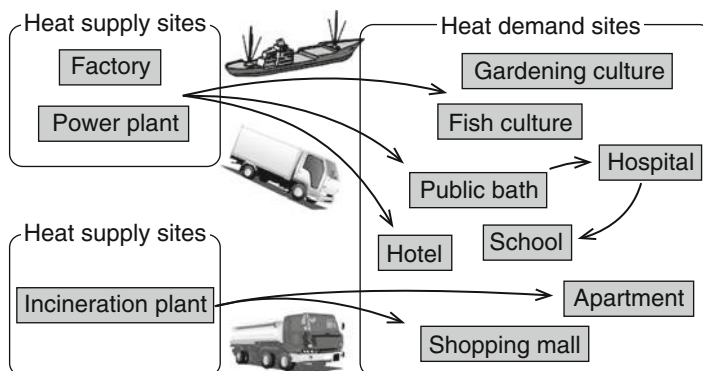 Heat supply sites
Factory
Power plant
Heat supply sites
Incineration plant
Heat demand sites
Gardening culture
Fish culture
Hospital
Public bath
School
Hotel
Apartment
Shopping mall